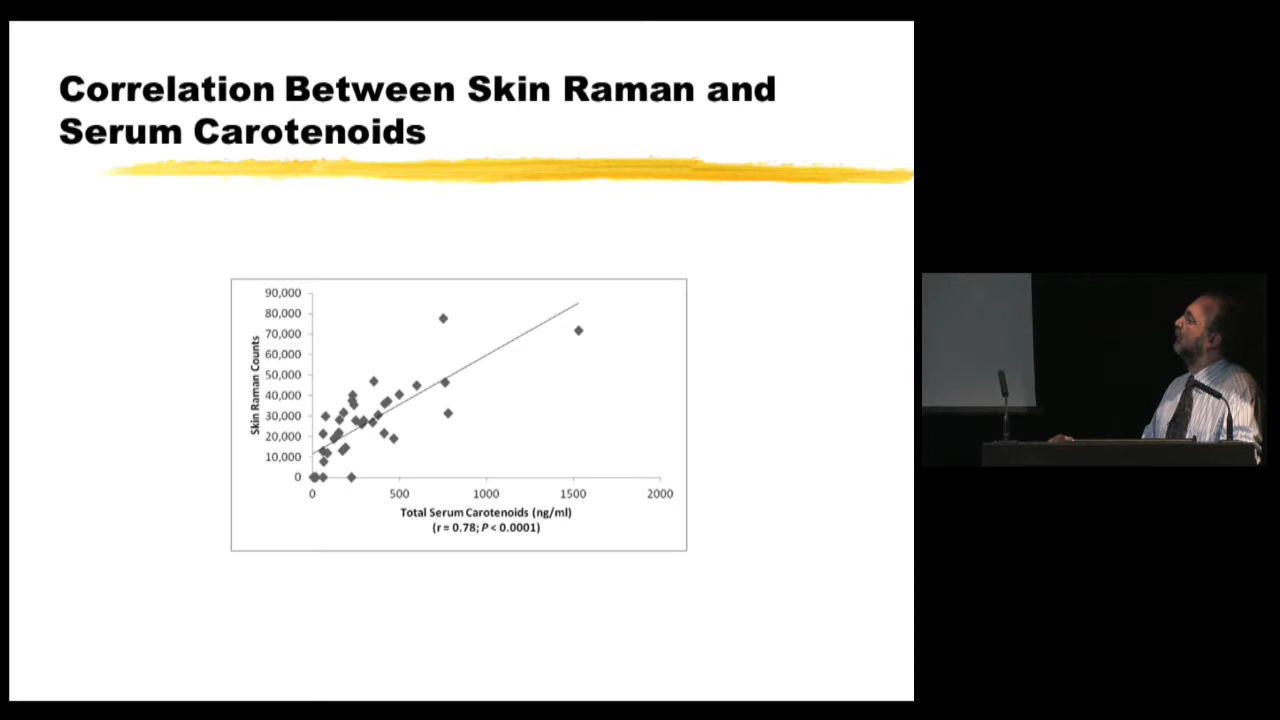 Correlation Between Skin Raman and
Serum Carotenoids
90,000
80,000
70,000
60,000
50,000
40,000
30,000
20,000
10,000
0
Skin Raman Counts
0 500 1000 1500 2000
Total Serum Carotenoids (ng/ml)
(r = 0.78; P < 0.0001)